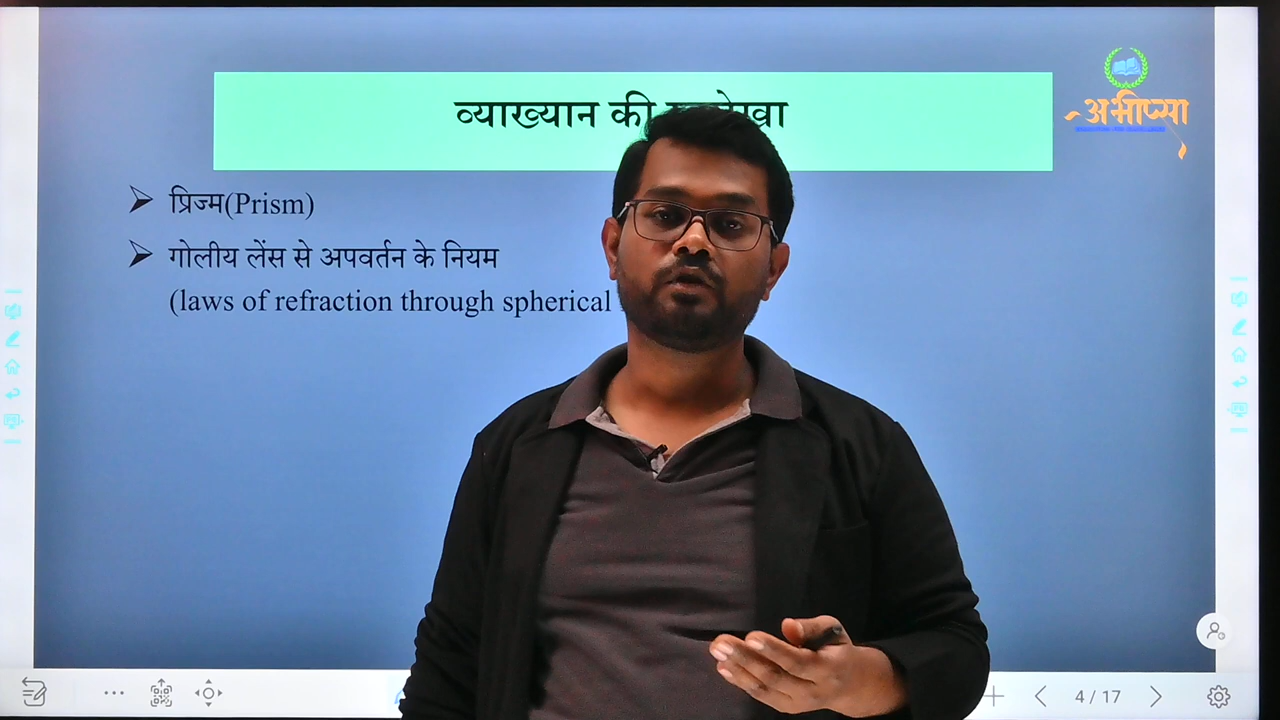 व्याख्यान की
अभीप्सा
प्रिज्म(Prism)
गोलीय लेंस से अपवर्तन के नियम
(laws of refraction through spherical
4 / 17